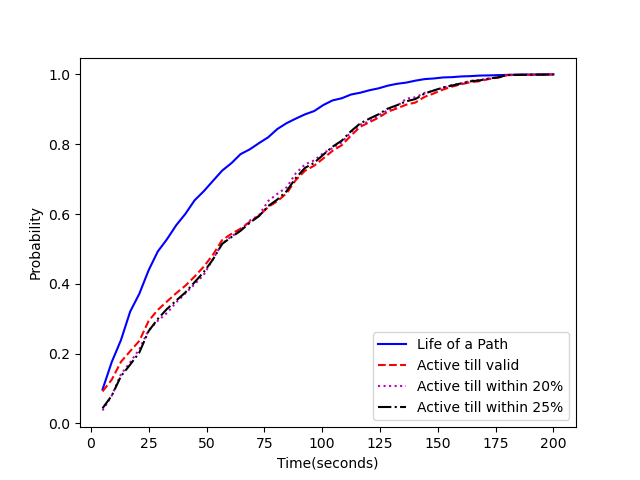 1.0
0.8
0.6
0.4
0.2
0.0
Probability
Life of a Path
Active till valid
Active till within 20%
Active till within 25%
0 25 50 75 100 125 150 175 200
Time(seconds)